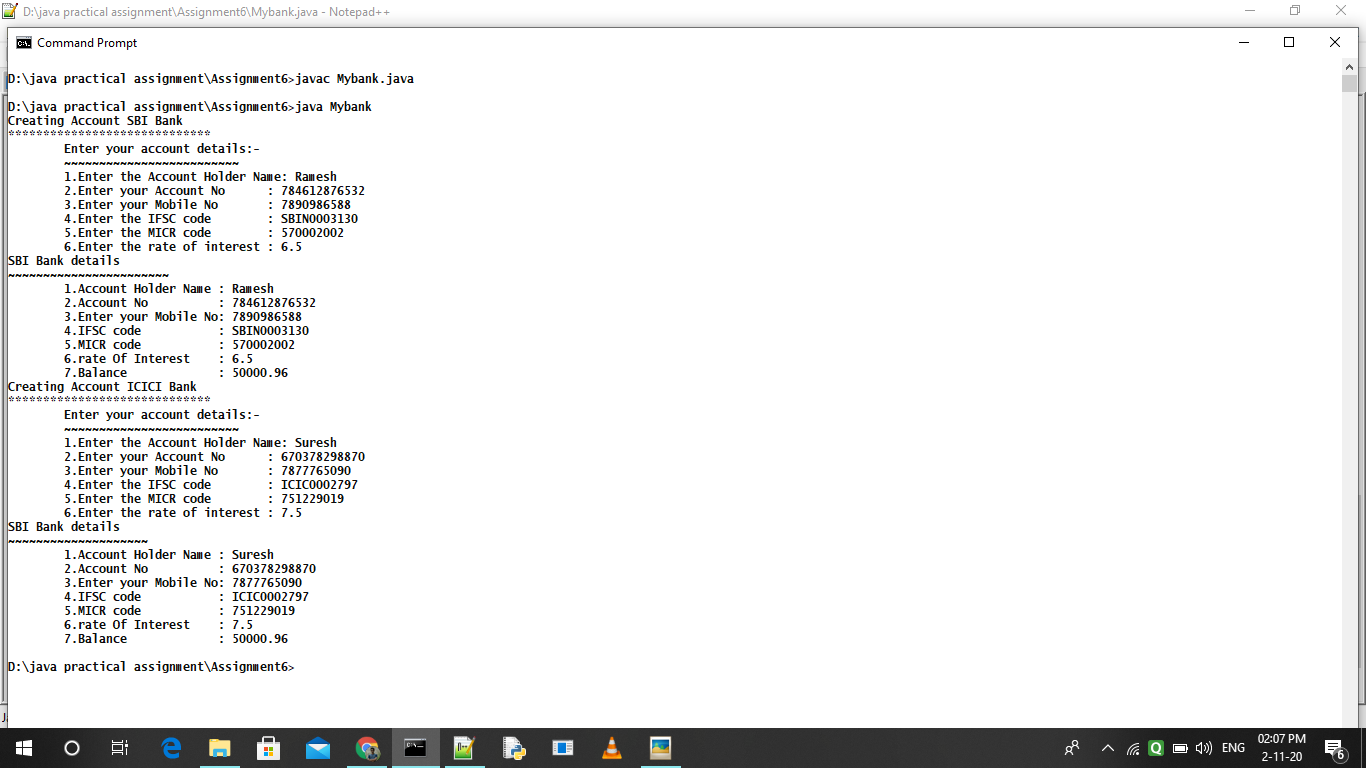 D:\java practical assignment\Assignment6\Mybank.java - Notepad++
Command Prompt
D:\java practical assignment\Assignment6>javac Mybank.java
D:\java practical assignment\Assignment6>java Mybank
Creating Account SBI Bank
*****************************
Enter your account details:-
~~~~~~~~~~~~~~~~~~~~~~~~~
1.Enter the Account Holder Name: Ramesh
2.Enter your Account No      : 784612876532
3.Enter your Mobile No       : 7890986588
4.Enter the IFSC code        : SBIN0003130
5.Enter the MICR code        : 570002002
6.Enter the rate of interest : 6.5
SBI Bank details
~~~~~~~~~~~~~~~~~~~~~~~
1.Account Holder Name : Ramesh
2.Account No          : 784612876532
3.Enter your Mobile No: 7890986588
4.IFSC code           : SBIN0003130
5.MICR code           : 570002002
6.rate Of Interest    : 6.5
7.Balance             : 50000.96
Creating Account ICICI Bank
*****************************
Enter your account details:-
~~~~~~~~~~~~~~~~~~~~~~~~~
1.Enter the Account Holder Name: Suresh
2.Enter your Account No      : 670378298870
3.Enter your Mobile No       : 7877765090
4.Enter the IFSC code        : ICIC0002797
5.Enter the MICR code        : 751229019
6.Enter the rate of interest : 7.5
SBI Bank details
~~~~~~~~~~~~~~~~~~~~
1.Account Holder Name : Suresh
2.Account No          : 670378298870
3.Enter your Mobile No: 7877765090
4.IFSC code           : ICIC0002797
5.MICR code           : 751229019
6.rate Of Interest    : 7.5
7.Balance             : 50000.96
D:\java practical assignment\Assignment6>
ENG
02:07 PM
2-11-20
6